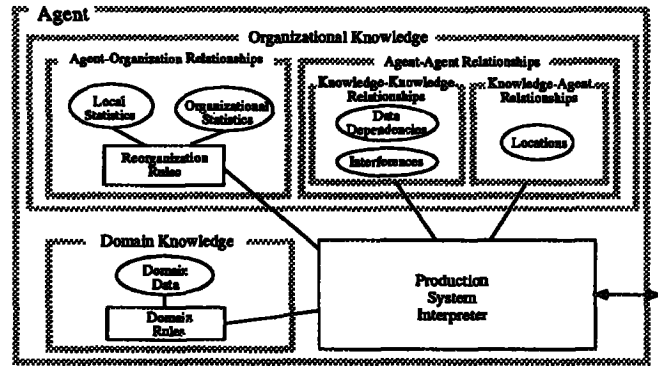 Agent
Organizational Knowledge
Agent-Organization Relationships
Agent-Agent Relationships
Knowledge-Knowledge
Relationships
Knowledge-Agent
Relationships
Local
Statistics
Organizational
Statistics
Data
Dependencies
Locations
Reorganization
Rules
Interferences
Domain Knowledge
Domain
Data
Domain
Rules
Production
System
Interpreter